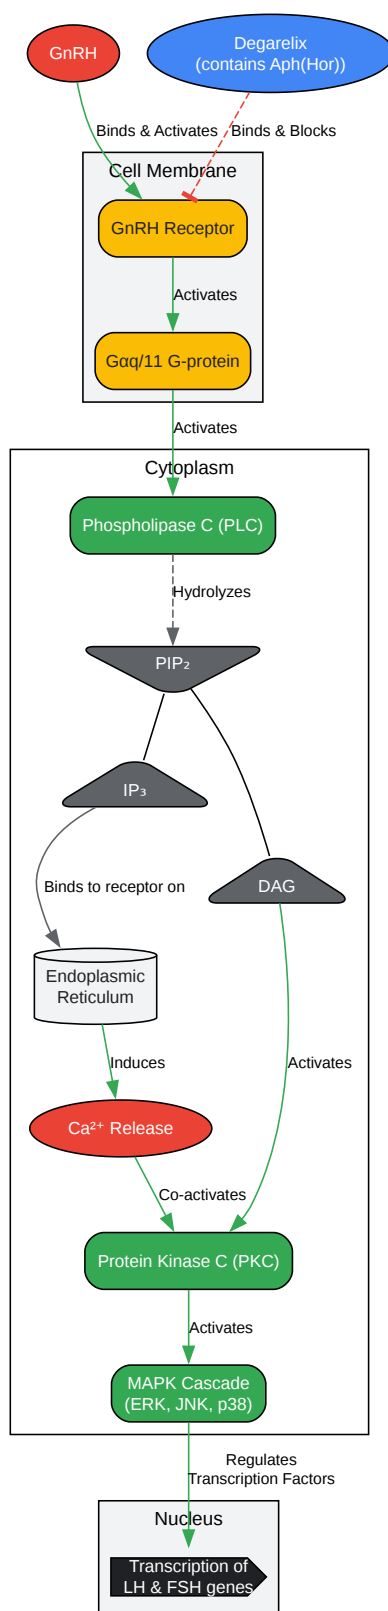 GnRH
Degarelix
(contains Aph(Hor))
Binds & Activates
Binds & Blocks
Cell Membrane
GnRH Receptor
Activates
Gαq/11 G-protein
Activates
Cytoplasm
Phospholipase C (PLC)
Hydrolyzes
PIP₂
IP₃
DAG
Binds to receptor on
Endoplasmic
Reticulum
Induces
Activates
Ca²⁺ Release
Co-activates
Protein Kinase C (PKC)
Activates
MAPK Cascade
(ERK, JNK, p38)
Regulates
Transcription Factors
Nucleus
Transcription of
LH & FSH genes